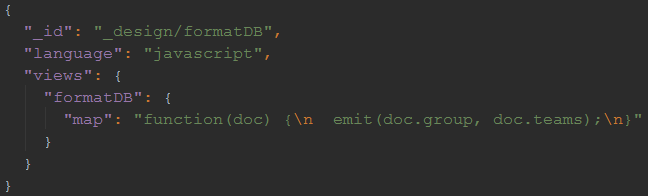 {
  "_id": "_design/formatDB",
  "language": "javascript",
  "views": {
    "formatDB": {
      "map": "function(doc) {\n  emit(doc.group, doc.teams);\n}"
    }
  }
}